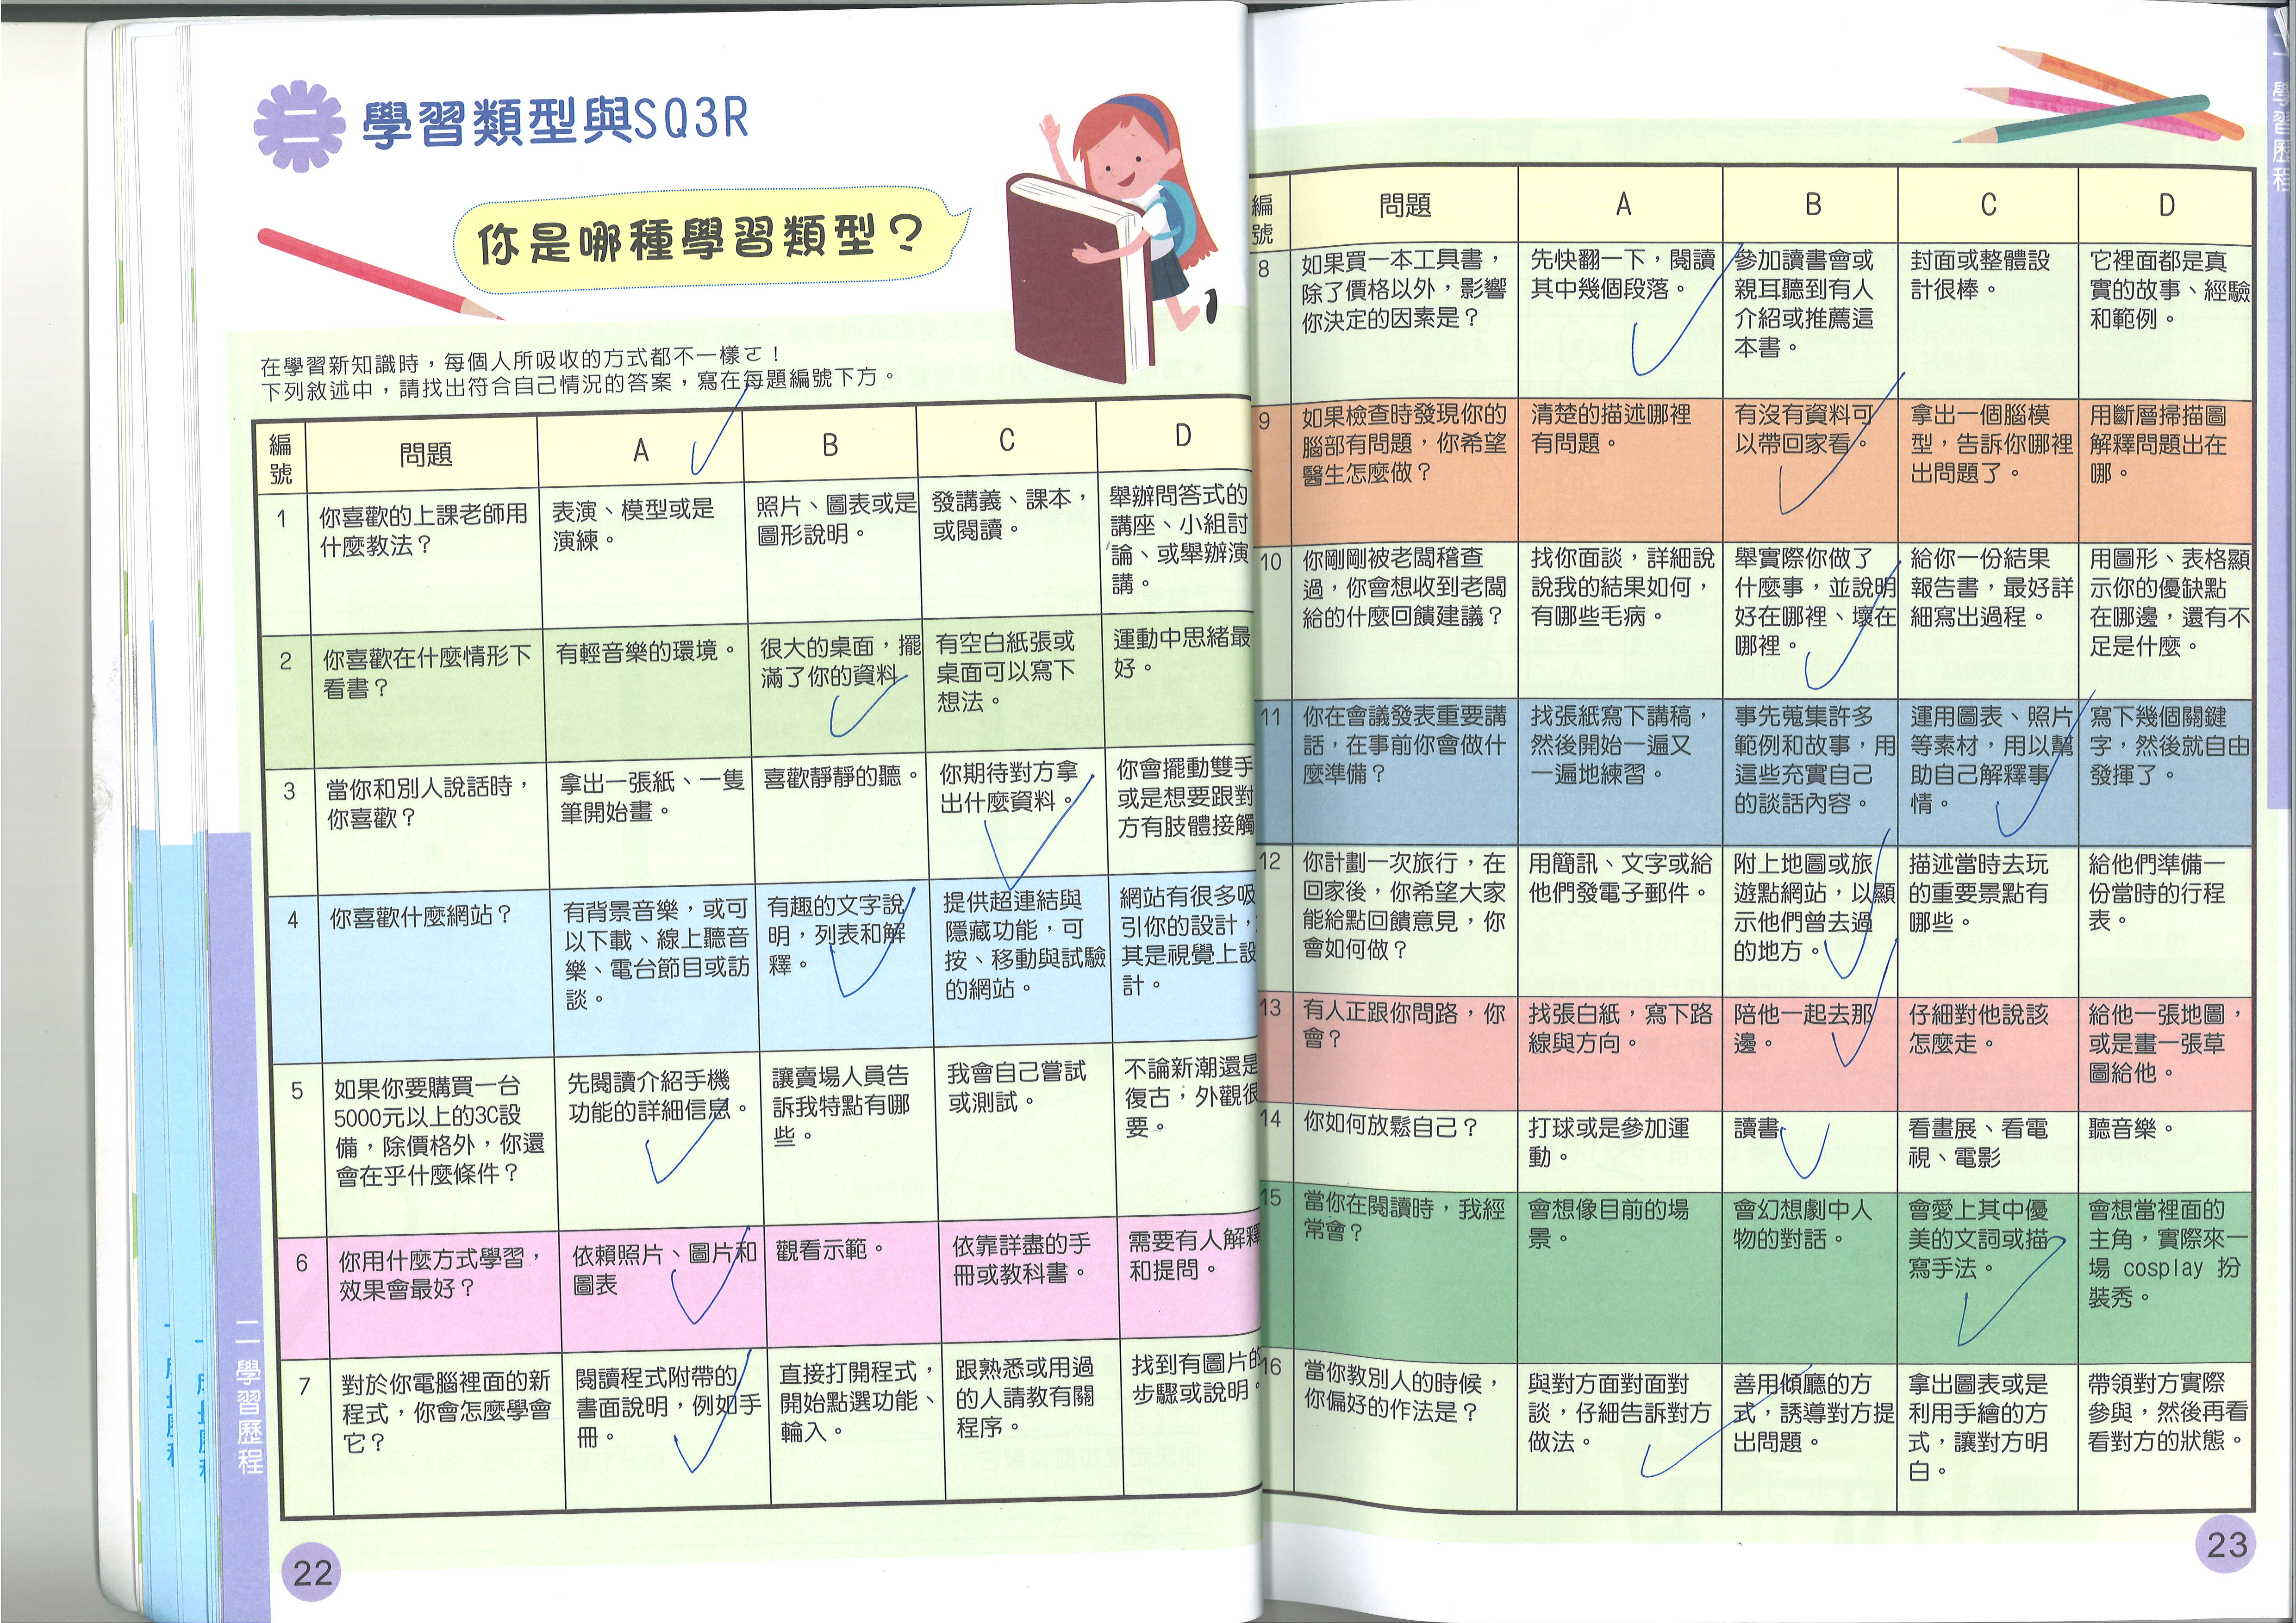 二 學習類型與SQ3R
你是哪種學習類型？
在學習新知識時，每個人所吸收的方式都不一樣ㄛ！
下列敘述中，請找出符合自己情況的答案，寫在每題編號下方。
編號 問題 A B C D
1 你喜歡的上課老師用什麼教法？ 表演、模型或是演練。 照片、圖表或是圖形說明。 發講義、課本，或閱讀。 舉辦問答式的講座、小組討論、或舉辦演講。
2 你喜歡在什麼情形下看書？ 有輕音樂的環境。 很大的桌面，擺滿了你的資料 有空白紙張或桌面可以寫下想法。 運動中思緒最好。
3 當你和別人說話時，你喜歡？ 拿出一張紙、一隻筆開始畫。 喜歡靜靜的聽。 你期待對方拿出什麼資料。 你會擺動雙手或是想要跟對方有肢體接觸
4 你喜歡什麼網站？ 有背景音樂，或可以下載、線上聽音樂、電台節目或訪談。 有趣的文字說明，列表和解釋。 提供超連結與隱藏功能，可按、移動與試驗的網站。 網站有很多吸引你的設計，其是視覺上設計。
5 如果你要購買一台5000元以上的3C設備，除價格外，你還會在乎什麼條件？ 先閱讀介紹手機功能的詳細信息。 讓賣場人員告訴我特點有哪些。 我會自己嘗試或測試。 不論新潮還是復古，外觀很要。
6 你用什麼方式學習，效果會最好？ 依賴照片、圖片和圖表 觀看示範。 依靠詳盡的手冊或教科書。 需要有人解釋和提問。
7 對於你電腦裡面的新程式，你會怎麼學會它？ 閱讀程式附帶的書面說明，例如手冊。 直接打開程式，開始點選功能、輸入。 跟熟悉或用過的人請教有關程序。 找到有圖片的步驟或說明。
二 學習歷程
22
編號 問題 A B C D
8 如果買一本工具書，除了價格以外，影響你決定的因素是？ 先快翻一下，閱讀其中幾個段落。 參加讀書會或親耳聽到有人介紹或推薦這本書。 封面或整體設計很棒。 它裡面都是真實的故事、經驗和範例。
9 如果檢查時發現你的腦部有問題，你希望醫生怎麼做？ 清楚的描述哪裡有問題。 有沒有資料可以帶回家看。 拿出一個腦模型，告訴你哪裡出問題了。 用斷層掃描圖解釋問題出在哪。
10 你剛剛被老闆稽查過，你會想收到老闆給的什麼回饋建議？ 找你面談，詳細說說我的結果如何，有哪些毛病。 舉實際你做了什麼事，並說明好在哪裡、壞在哪裡。 給你一份結果報告書，最好詳細寫出過程。 用圖形、表格顯示你的優缺點在哪邊，還有不足是什麼。
11 你在會議發表重要講話，在事前你會做什麼準備？ 找張紙寫下講稿，然後開始一遍又一遍地練習。 事先蒐集許多範例和故事，用這些充實自己的談話內容。 運用圖表、照片等素材，用以幫助自己解釋事情。 寫下幾個關鍵字，然後就自由發揮了。
12 你計劃一次旅行，在回家後，你希望大家能給點回饋意見，你會如何做？ 用簡訊、文字或給他們發電子郵件。 附上地圖或旅遊點網站，以顯示他們曾去過的地方。 描述當時去玩的重要景點有哪些。 給他們準備一份當時的行程表。
13 有人正跟你問路，你會？ 找張白紙，寫下路線與方向。 陪他一起去那邊。 仔細對他說該怎麼走。 給他一張地圖，或是畫一張草圖給他。
14 你如何放鬆自己？ 打球或是參加運動。 讀書 看畫展、看電視、電影 聽音樂。
15 當你在閱讀時，我經常會？ 會想像目前的場景。 會幻想劇中人物的對話。 會愛上其中優美的文詞或描寫手法。 會想當裡面的主角，實際來一場 cosplay 扮裝秀。
16 當你教別人的時候，你偏好的作法是？ 與對方面對面對談，仔細告訴對方做法。 善用傾聽的方式，誘導對方提出問題。 拿出圖表或是利用手繪的方式，讓對方明白。 帶領對方實際參與，然後再看看對方的狀態。
學習歷程
23